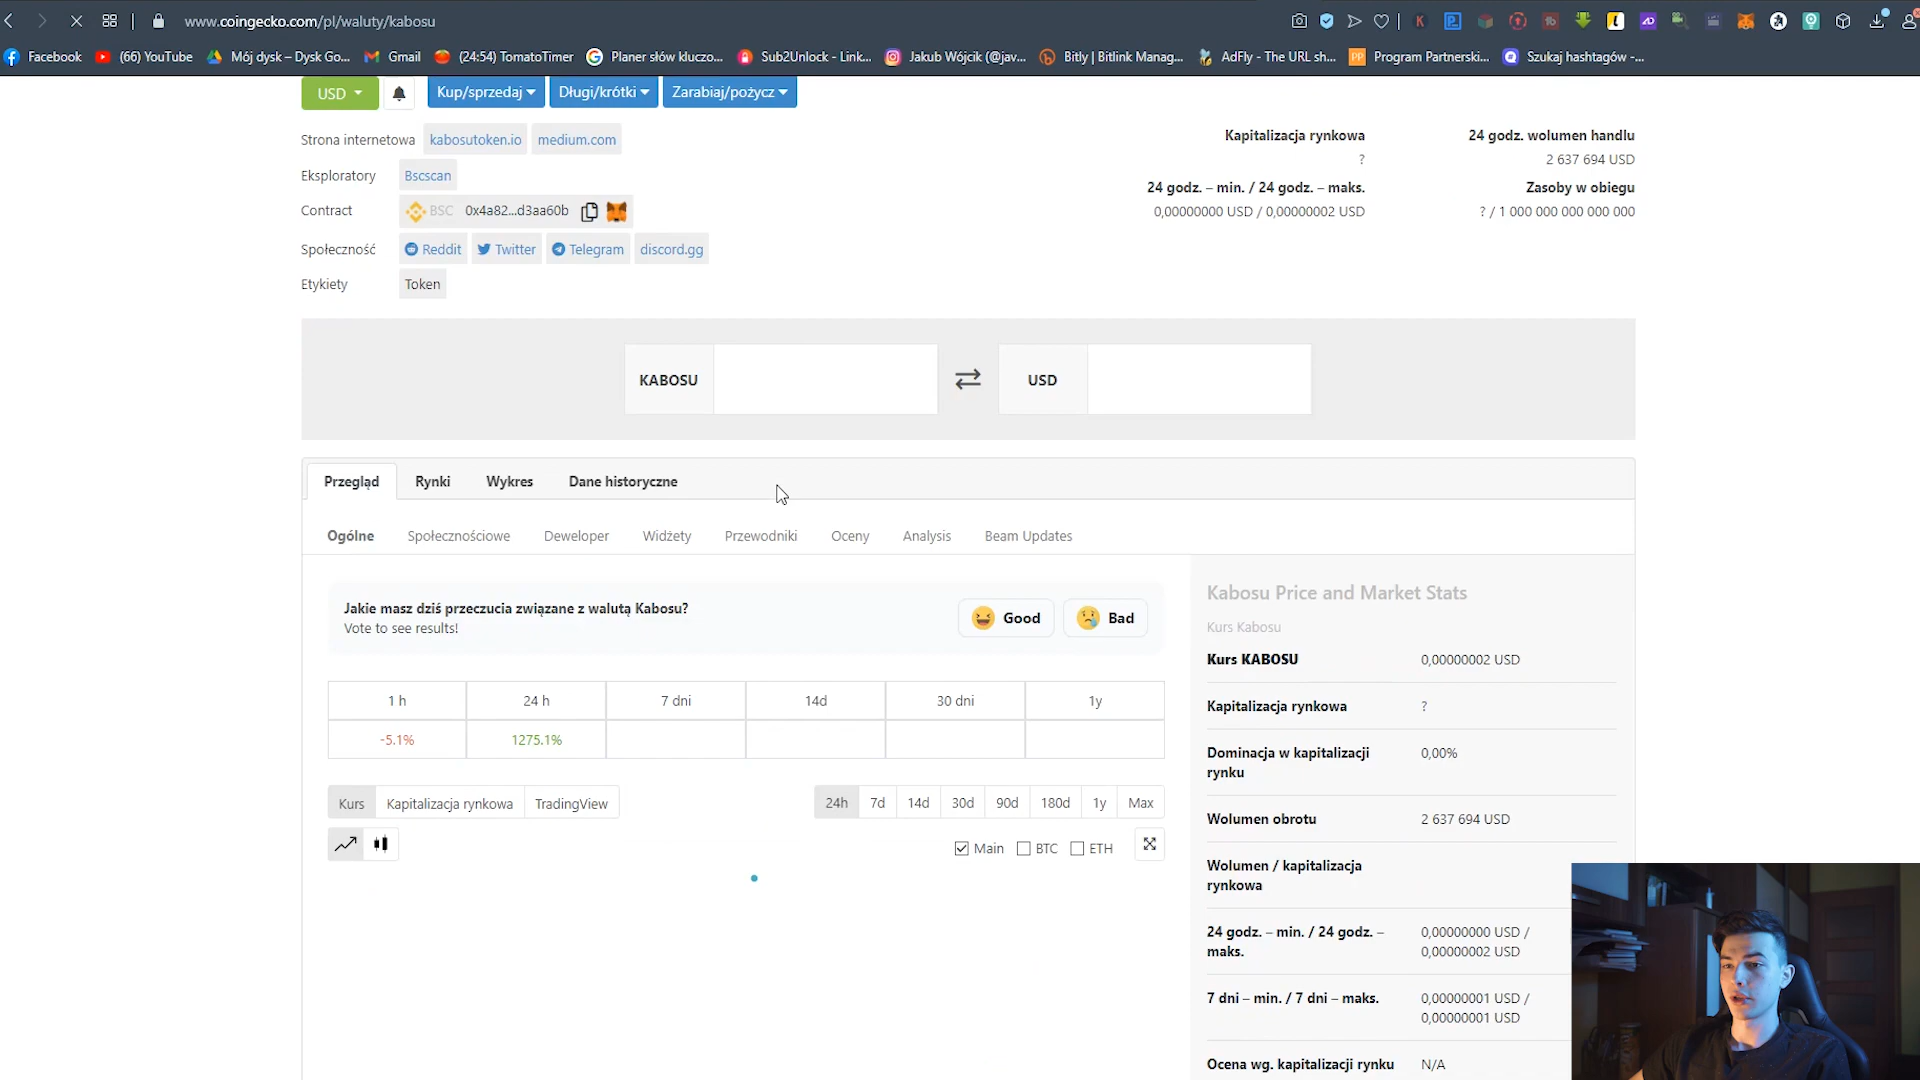 www.coingecko.com/pl/waluty/kabosu
Facebook
(66) YouTube
Mój dysk – Dysk Go...
Gmail
(24:54) TomatoTimer
Planer słów kluczo...
Sub2Unlock - Link...
Jakub Wójcik (@jav...
Bitly | Bitlink Manag...
AdFly - The URL sh...
PP
Program Partnerski...
Szukaj hashtagów -...
USD
Kup/sprzedaj
Długi/krótki
Zarabiaj/pożycz
Strona internetowa kabosutoken.io medium.com
Eksploratory Bscscan
Contract BSC 0x4a82...d3aa60b
Społeczność Reddit Twitter Telegram discord.gg
Etykiety Token
Kapitalizacja rynkowa
?
24 godz. – min. / 24 godz. – maks.
0,00000000 USD / 0,00000002 USD
24 godz. wolumen handlu
2 637 694 USD
Zasoby w obiegu
? / 1 000 000 000 000 000
KABOSU
USD
Przegląd Rynki Wykres Dane historyczne
Ogólne Społecznościowe Deweloper Widżety Przewodniki Oceny Analysis Beam Updates
Jakie masz dziś przeczucia związane z walutą Kabosu?
Vote to see results!
Good
Bad
1 h 24 h 7 dni 14d 30 dni 1y
-5.1% 1275.1%
Kurs Kapitalizacja rynkowa TradingView
24h 7d 14d 30d 90d 180d 1y Max
Main BTC ETH
Kabosu Price and Market Stats
Kurs Kabosu
Kurs KABOSU 0,00000002 USD
Kapitalizacja rynkowa ?
Dominacja w kapitalizacji rynku 0,00%
Wolumen obrotu 2 637 694 USD
Wolumen / kapitalizacja rynkowa
24 godz. – min. / 24 godz. – maks. 0,00000000 USD / 0,00000002 USD
7 dni – min. / 7 dni – maks. 0,00000001 USD / 0,00000001 USD
Ocena wg. kapitalizacji rynku N/A